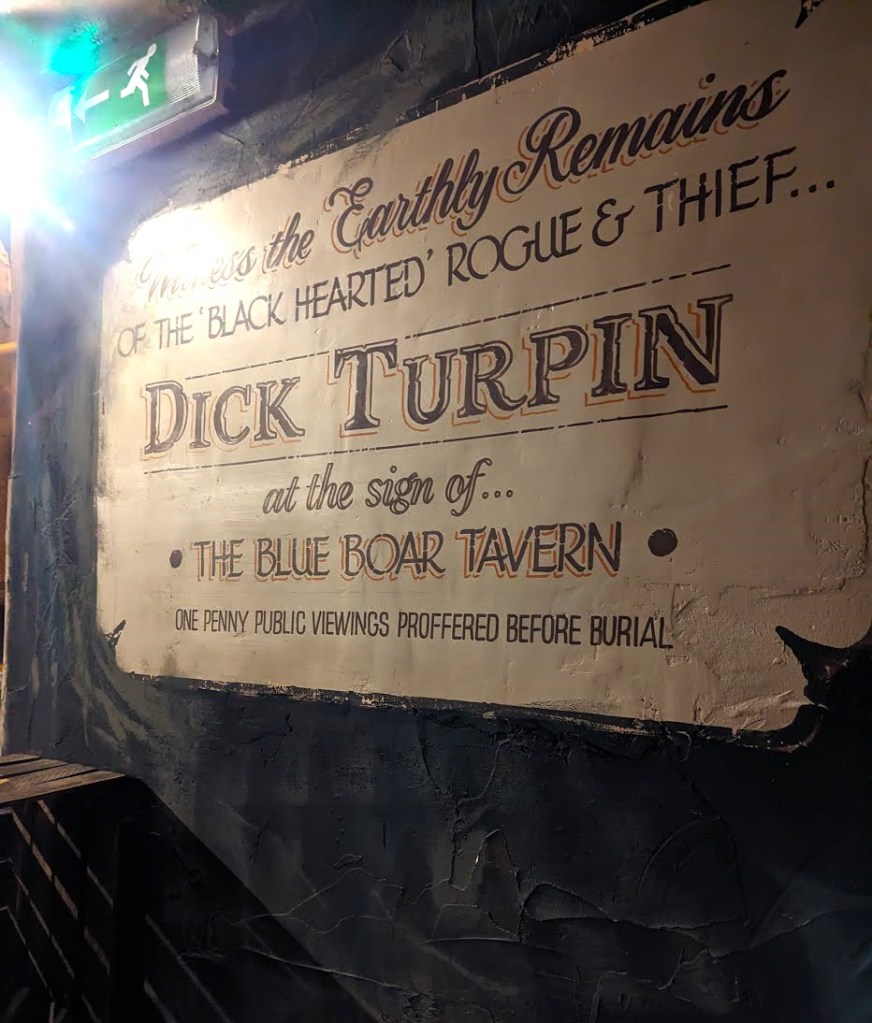 Witness the Earthly Remains
OF THE 'BLACK HEARTED' ROGUE & THIEF...
DICK TURPIN
at the sign of...
• THE BLUE BOAR TAVERN •
ONE PENNY PUBLIC VIEWINGS PROFFERED BEFORE BURIAL